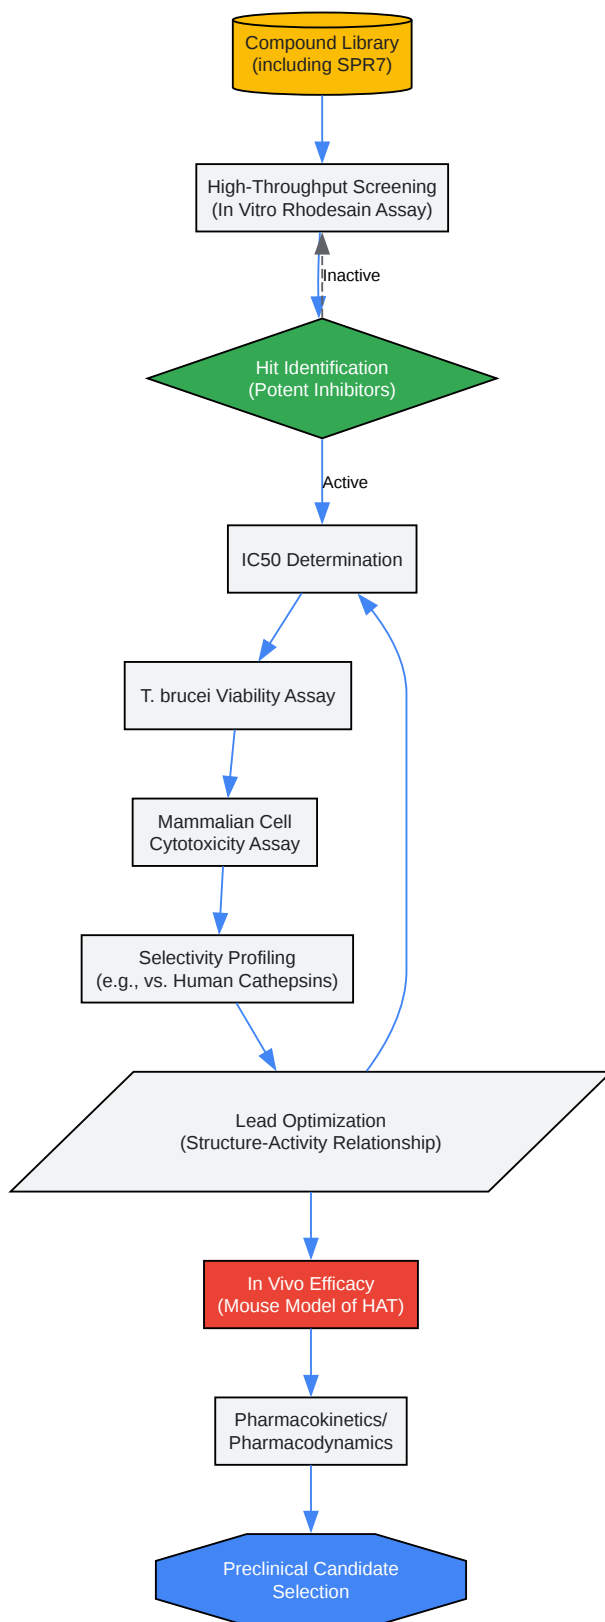 Compound Library
(including SPR7)
High-Throughput Screening
(In Vitro Rhodesain Assay)
Inactive
Hit Identification
(Potent Inhibitors)
Active
IC50 Determination
T. brucei Viability Assay
Mammalian Cell
Cytotoxicity Assay
Selectivity Profiling
(e.g., vs. Human Cathepsins)
Lead Optimization
(Structure-Activity Relationship)
In Vivo Efficacy
(Mouse Model of HAT)
Pharmacokinetics/
Pharmacodynamics
Preclinical Candidate
Selection